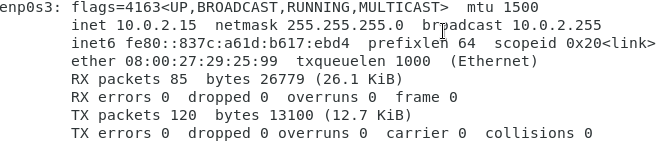 enp0s3: flags=4163<UP,BROADCAST,RUNNING,MULTICAST>  mtu 1500
inet 10.0.2.15  netmask 255.255.255.0  broadcast 10.0.2.255
inet6 fe80::837c:a61d:b617:ebd4  prefixlen 64  scopeid 0x20<link>
ether 08:00:27:29:25:99  txqueuelen 1000  (Ethernet)
RX packets 85  bytes 26779 (26.1 KiB)
RX errors 0  dropped 0  overruns 0  frame 0
TX packets 120  bytes 13100 (12.7 KiB)
TX errors 0  dropped 0 overruns 0  carrier 0  collisions 0